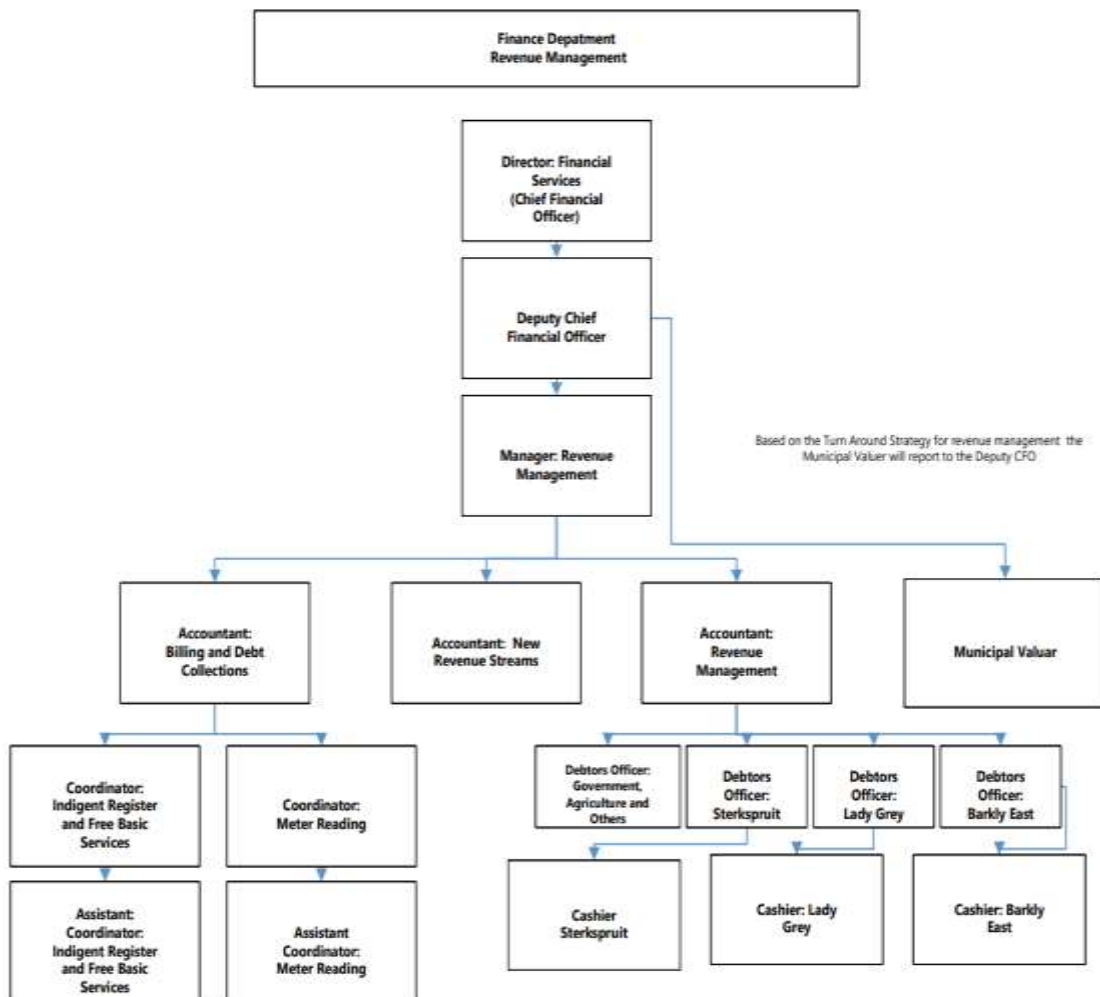 Finance Depatment
Revenue Management
Director: Financial
Services
(Chief Financial
Officer)
Deputy Chief
Financial Officer
Manager: Revenue
Management
Based on the Turn Around Strategy for revenue management the
Municipal Valuer will report to the Deputy CFO
Accountant:
Billing and Debt
Collections
Accountant: New
Revenue Streams
Accountant:
Revenue
Management
Municipal Valuar
Coordinator:
Indigent Register
and Free Basic
Services
Coordinator:
Meter Reading
Debtors Officer:
Government,
Agriculture and
Others
Debtors
Officer:
Sterkspruit
Debtors
Officer:
Lady Grey
Debtors
Officer:
Barkly East
Assistant:
Coordinator:
Indigent Register
and Free Basic
Services
Assistant
Coordinator:
Meter Reading
Cashier
Sterkspruit
Cashier: Lady
Grey
Cashier: Barkly
East